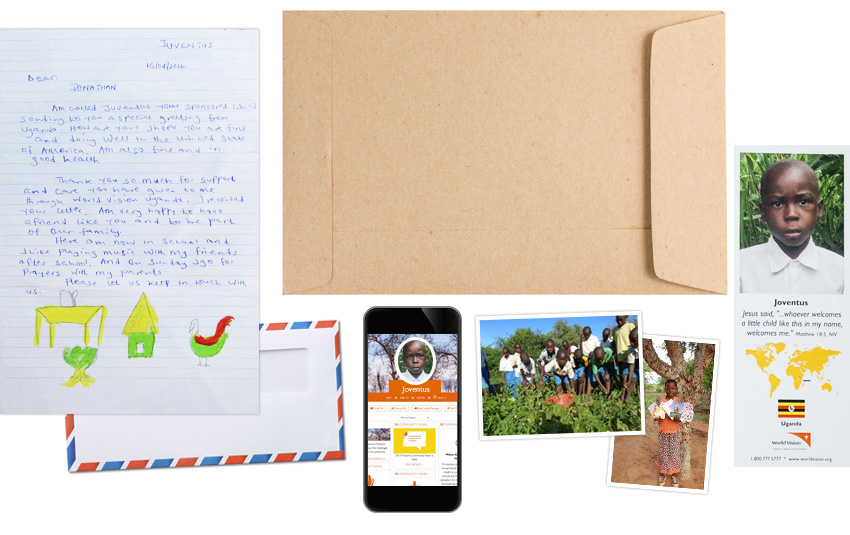 JUVENTUS
15/04/2016
Dear
JONATHAN
Am called Juventus your sponsored child
sending to you a special greeting from
Uganda. How are you? I hope you are fine
and doing well in the United State
of America, Am also fine and in
good health
Thank you so much for support
and care you have given to me
through World Vision Uganda. I received
your letter. Am very happy to have
a friend like you and to be part
of our family.
Here am now in school and
I like playing music with my friends
after school. And on Sunday I go for
Prayers with my parents.
Please let us keep in touch with
us.
Joventus
COMMUNITY NEWS
Joventus
Jesus said, "...whoever welcomes
a little child like this in my name,
welcomes me." Matthew 18:5, NIV
Uganda
World Vision
1 800 777 5777 * www.worldvision.org